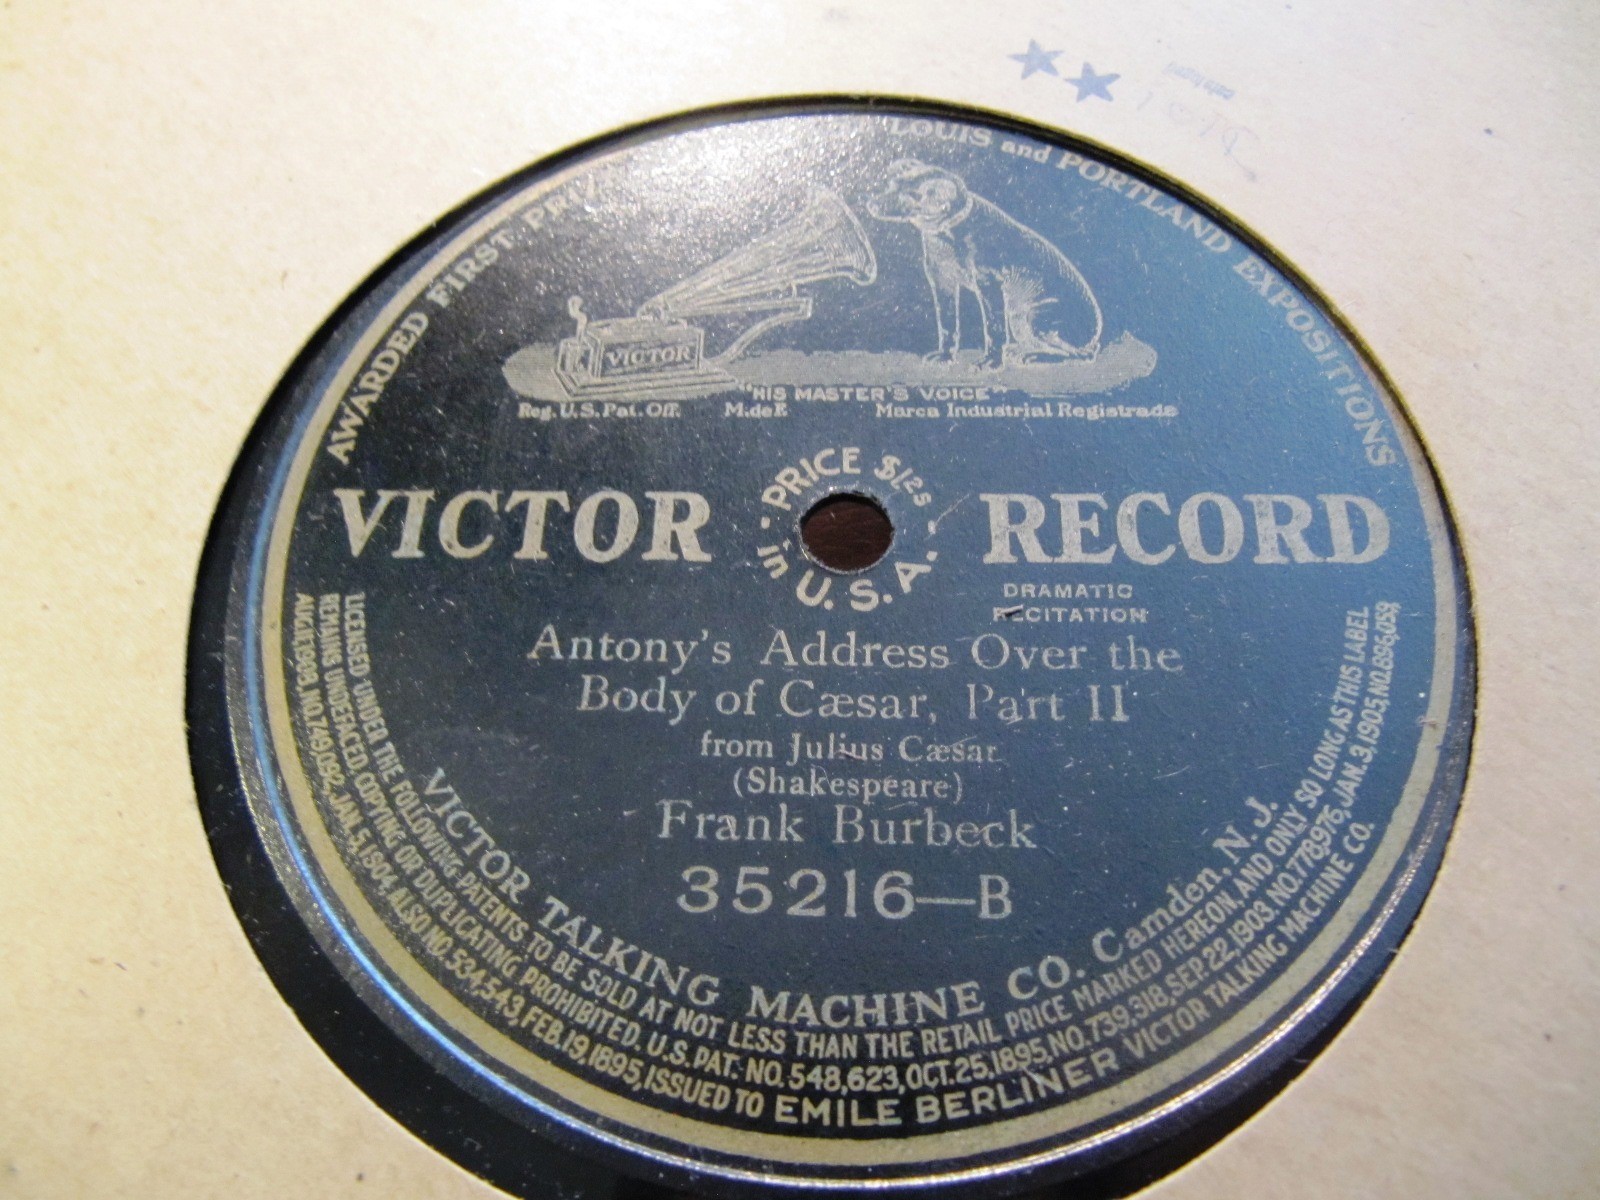 AWARDED FIRST
LOUIS and PORTLAND EXPOSITIONS
VICTOR
"HIS MASTER'S VOICE"
Reg. U.S. Pat. Off. M.de F. Marca Industrial Registrada
PRICE $1.25
in U.S.A.
VICTOR RECORD
DRAMATIC
RECITATION
Antony's Address Over the
Body of Cæsar, Part II
from Julius Cæsar
(Shakespeare)
Frank Burbeck
35216—B
VICTOR TALKING MACHINE CO. Camden, N. J.
LICENSED UNDER THE FOLLOWING PATENTS TO BE SOLD AT NOT LESS THAN THE RETAIL PRICE MARKED HEREON, AND ONLY SO LONG AS THIS LABEL
REMAINS UNDEFACED. COPYING OR DUPLICATING PROHIBITED. U.S. PAT. NO. 548,623, OCT. 25, 1895, NO. 739,318, SEP. 22, 1903. NO. 778,976, JAN. 3, 1905, NO. 896,059,
AUG. 11, 1908, NO. 749,092, JAN. 5, 1904, ALSO NO. 534,543, FEB. 19, 1895, ISSUED TO EMILE BERLINER VICTOR TALKING MACHINE CO.